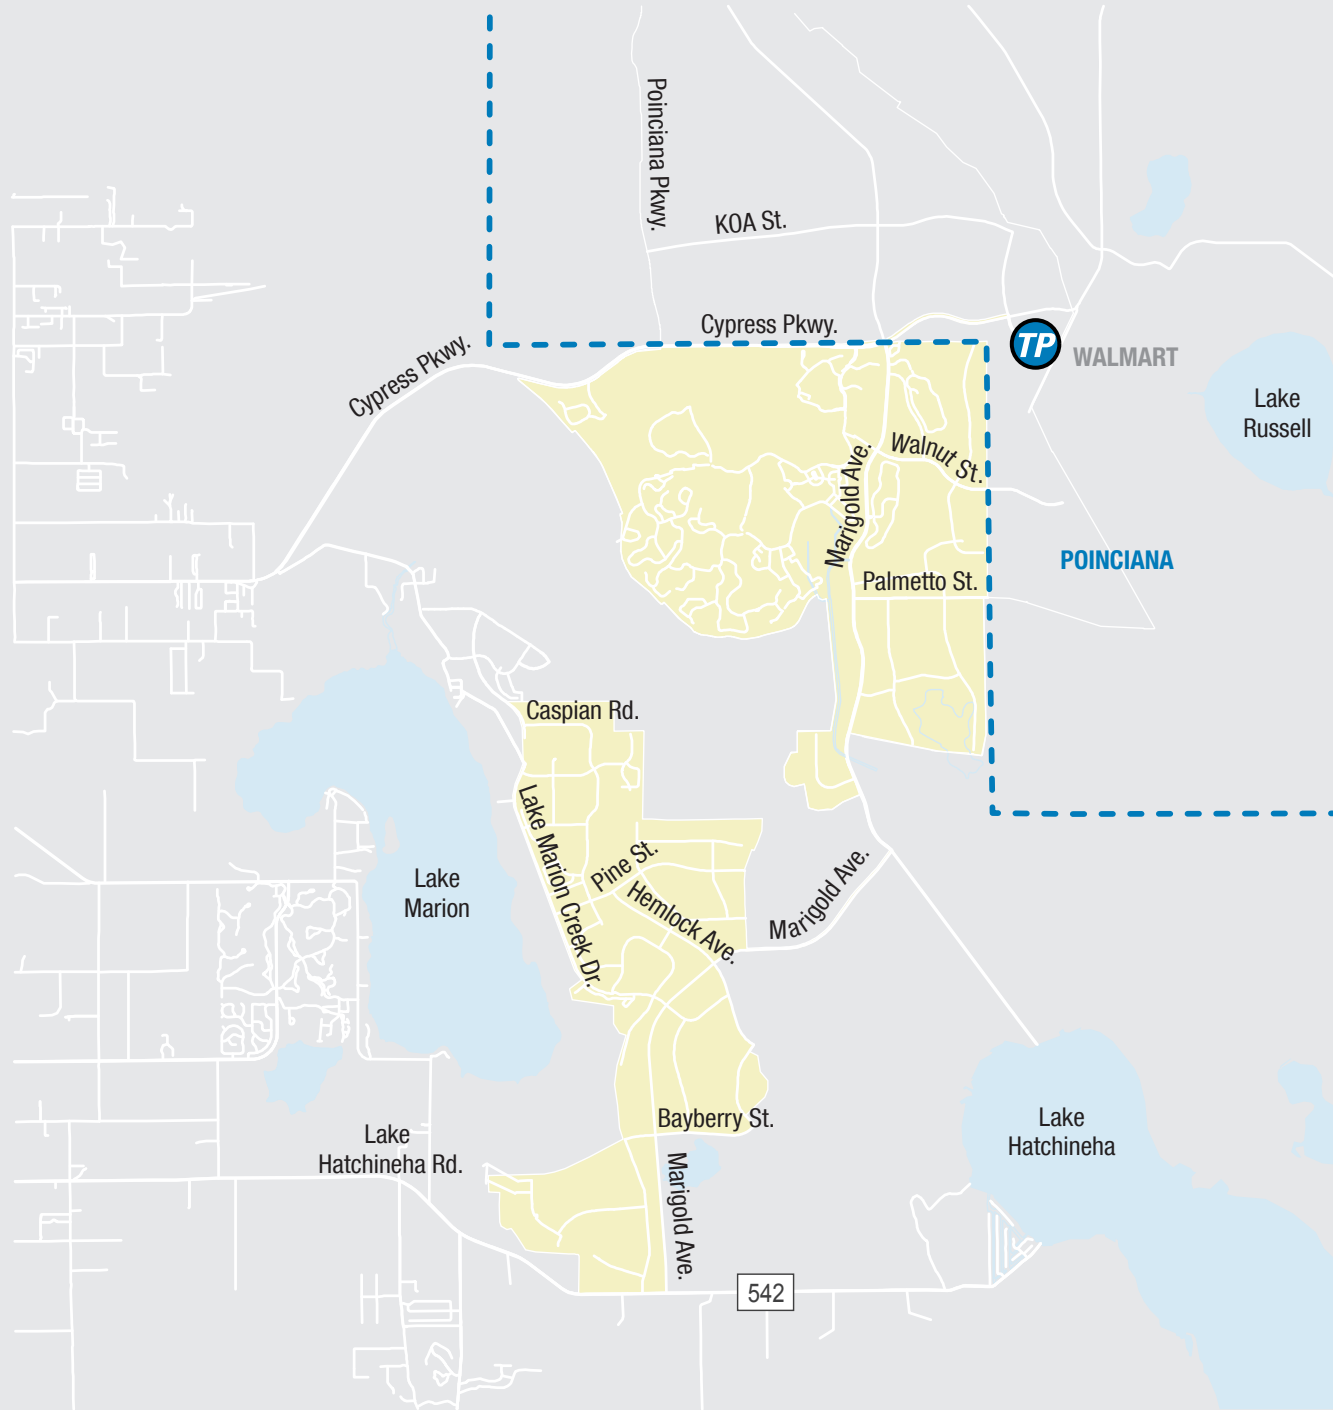 Poinciana Pkwy.
KOA St.
Cypress Pkwy.
Cypress Pkwy.
TP
WALMART
Lake
Russell
Walnut St.
Marigold Ave.
POINCIANA
Palmetto St.
Caspian Rd.
Lake Marion Creek Dr.
Pine St.
Lake
Marion
Hemlock Ave.
Marigold Ave.
Bayberry St.
Lake
Hatchineha
Lake
Hatchineha Rd.
Marigold Ave.
542